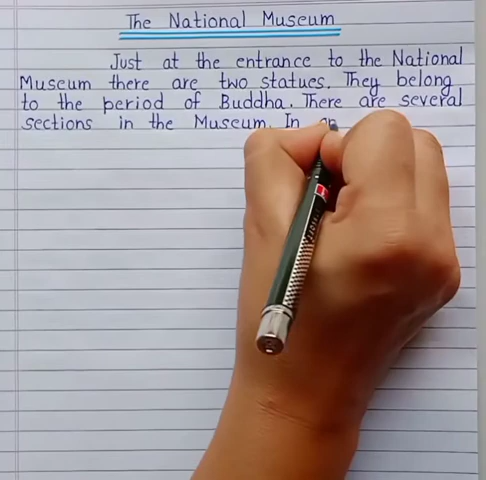 The National Museum
Just at the entrance to the National
Museum there are two statues. They belong
to the period of Buddha. There are several
sections in the Museum. In